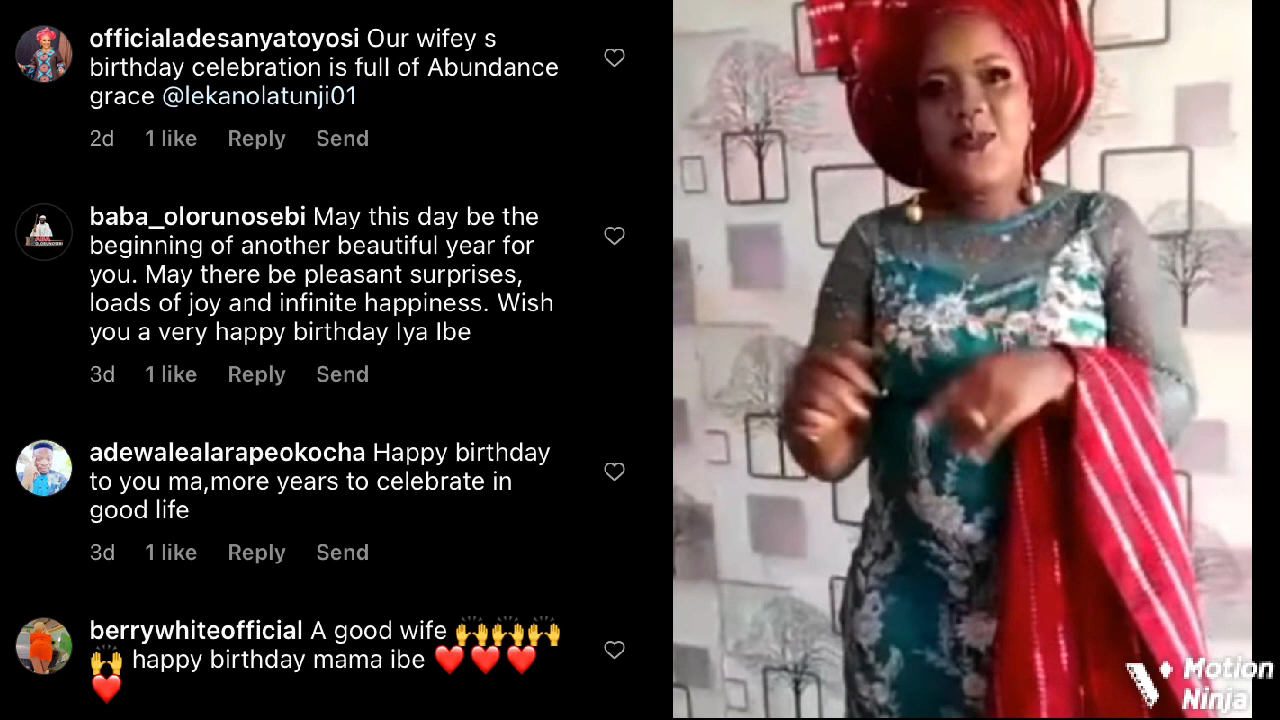 officialadesanyatoyosi Our wifey s
birthday celebration is full of Abundance
grace @lekanolatunji01
2d 1 like Reply Send
baba_olorunosebi May this day be the
beginning of another beautiful year for
you. May there be pleasant surprises,
loads of joy and infinite happiness. Wish
you a very happy birthday Iya Ibe
3d 1 like Reply Send
adewalealarapeokocha Happy birthday
to you ma,more years to celebrate in
good life
3d 1 like Reply Send
berrywhiteofficial A good wife 🙌🙌🙌
🙌 happy birthday mama ibe ❤️❤️❤️
❤️
Motion
Ninja